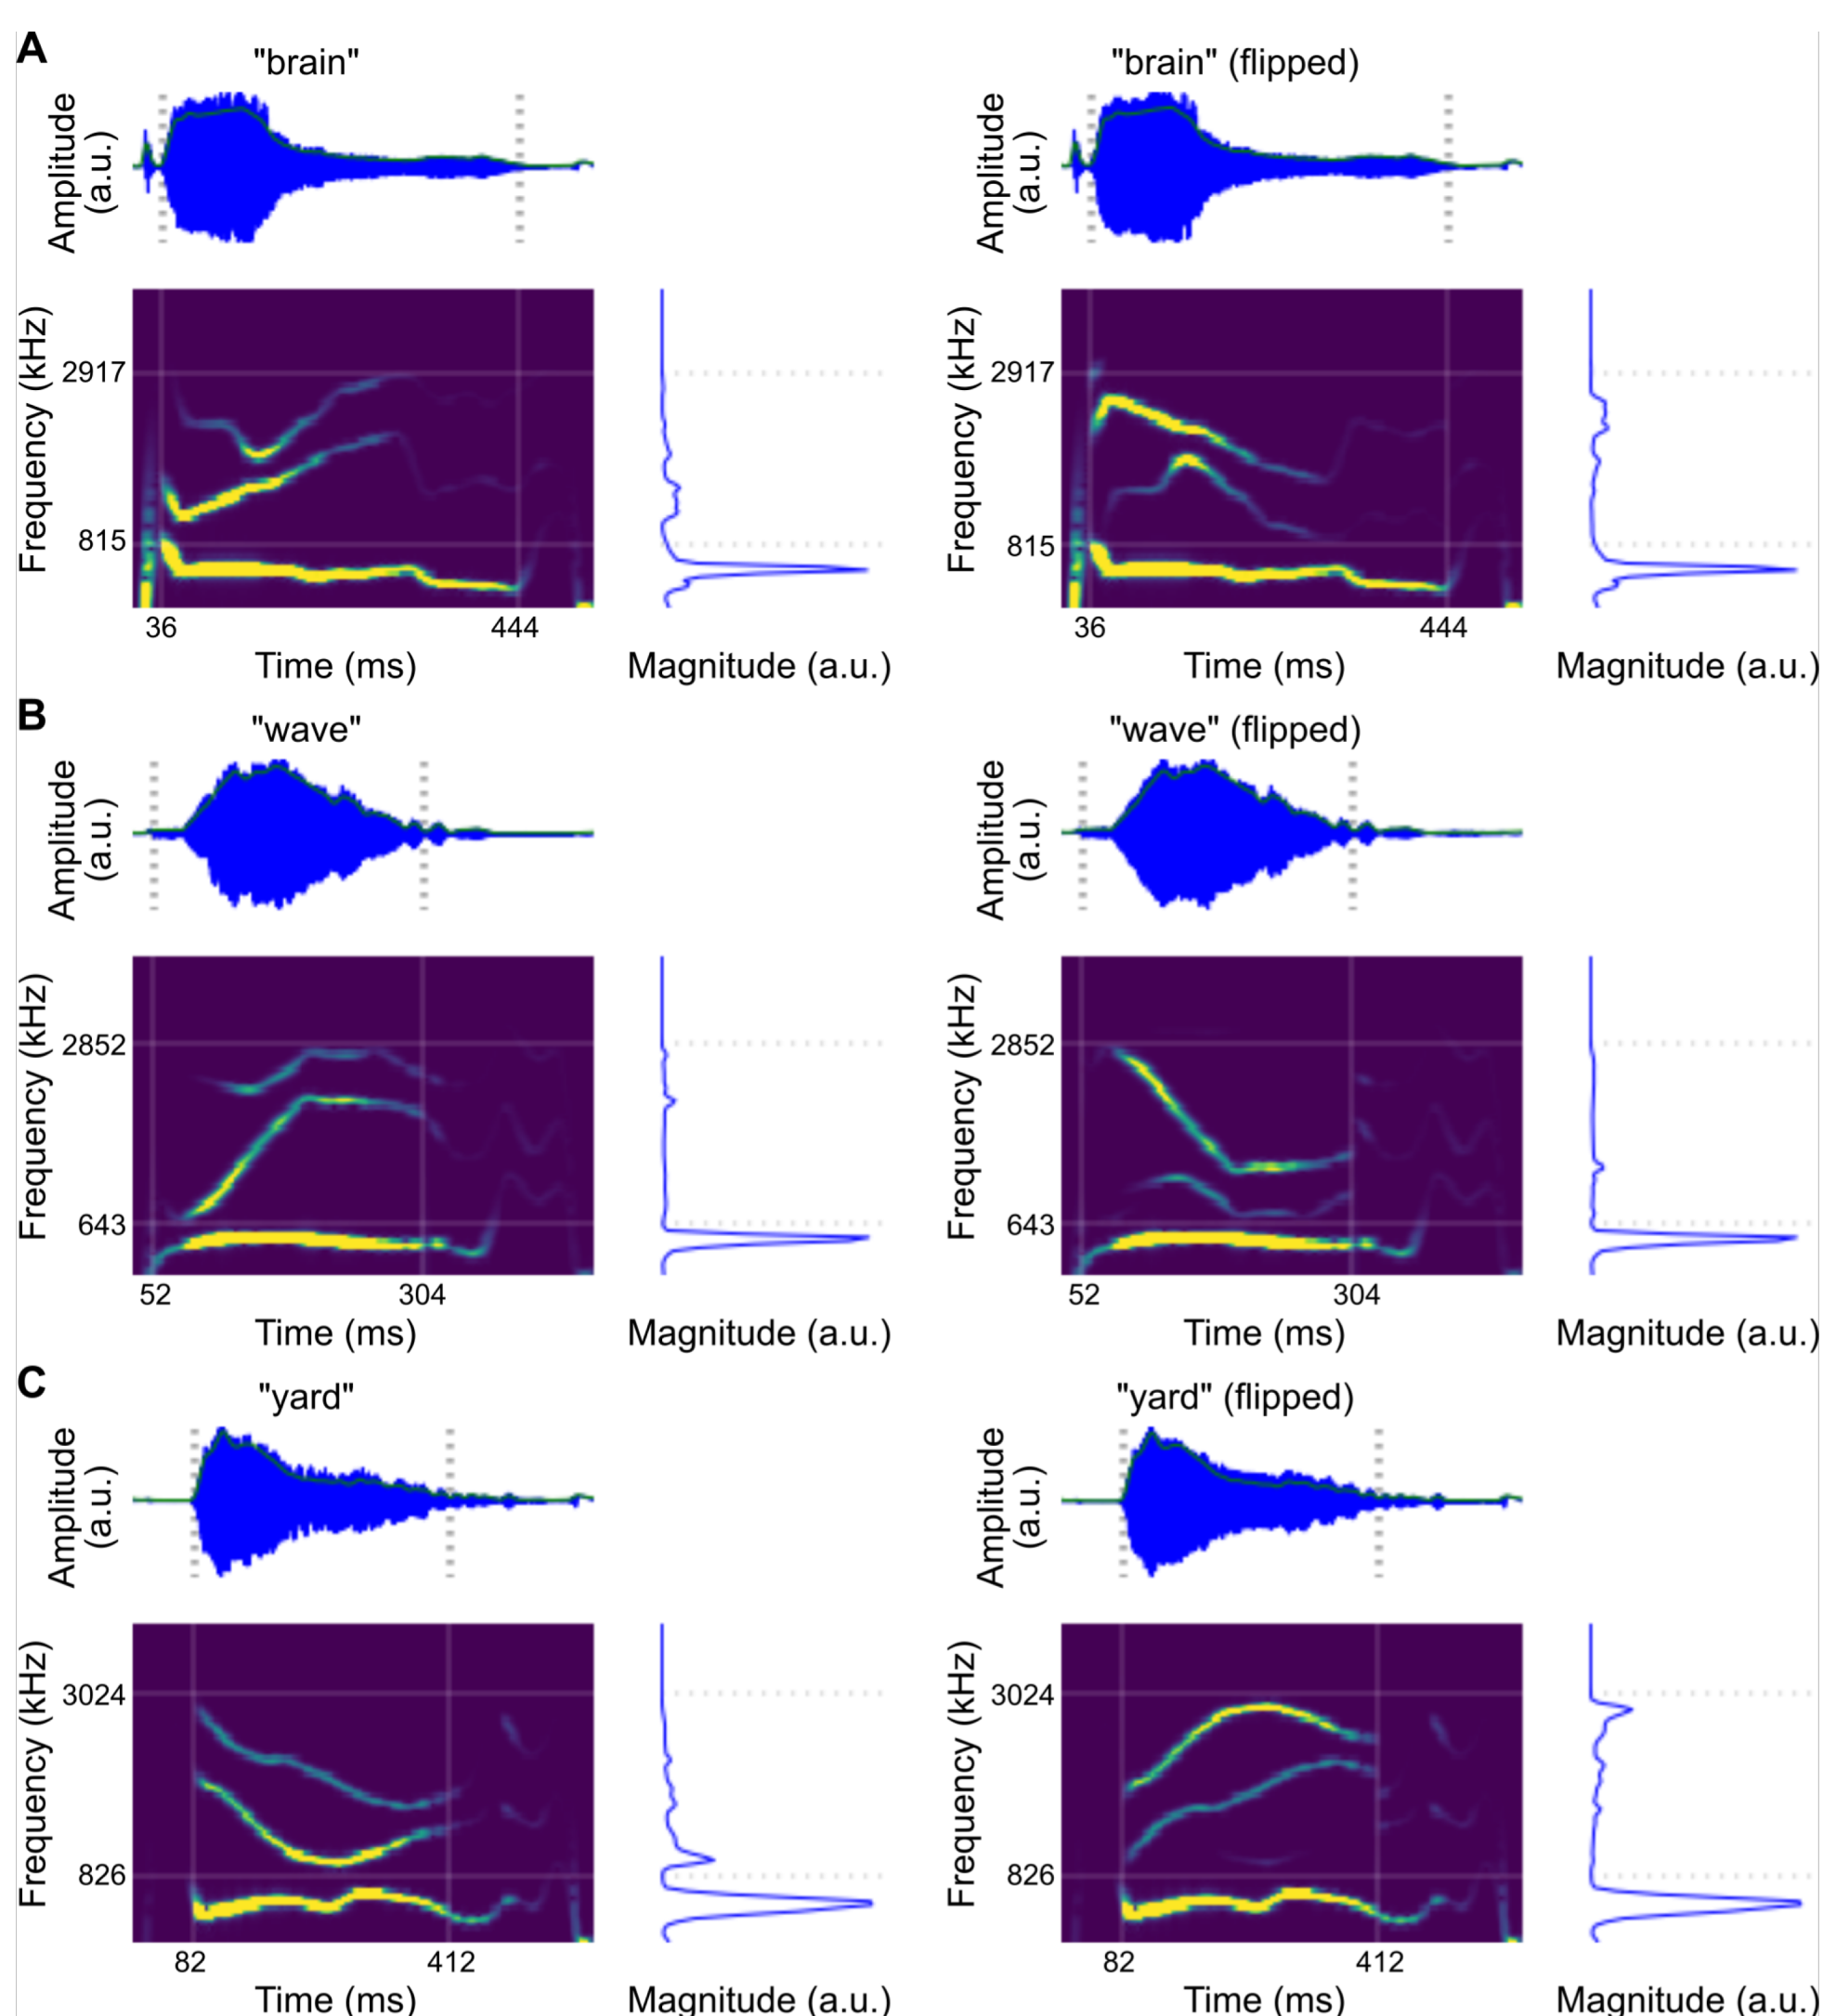 A
"brain"
"brain" (flipped)
Amplitude
(a.u.)
Amplitude
(a.u.)
Frequency (kHz)
2917
815
36
444
Time (ms)
Magnitude (a.u.)
Frequency (kHz)
2917
815
36
444
Time (ms)
Magnitude (a.u.)
B
"wave"
"wave" (flipped)
Amplitude
(a.u.)
Amplitude
(a.u.)
Frequency (kHz)
2852
643
52
304
Time (ms)
Magnitude (a.u.)
Frequency (kHz)
2852
643
52
304
Time (ms)
Magnitude (a.u.)
C
"yard"
"yard" (flipped)
Amplitude
(a.u.)
Amplitude
(a.u.)
Frequency (kHz)
3024
826
82
412
Time (ms)
Magnitude (a.u.)
Frequency (kHz)
3024
826
82
412
Time (ms)
Magnitude (a.u.)